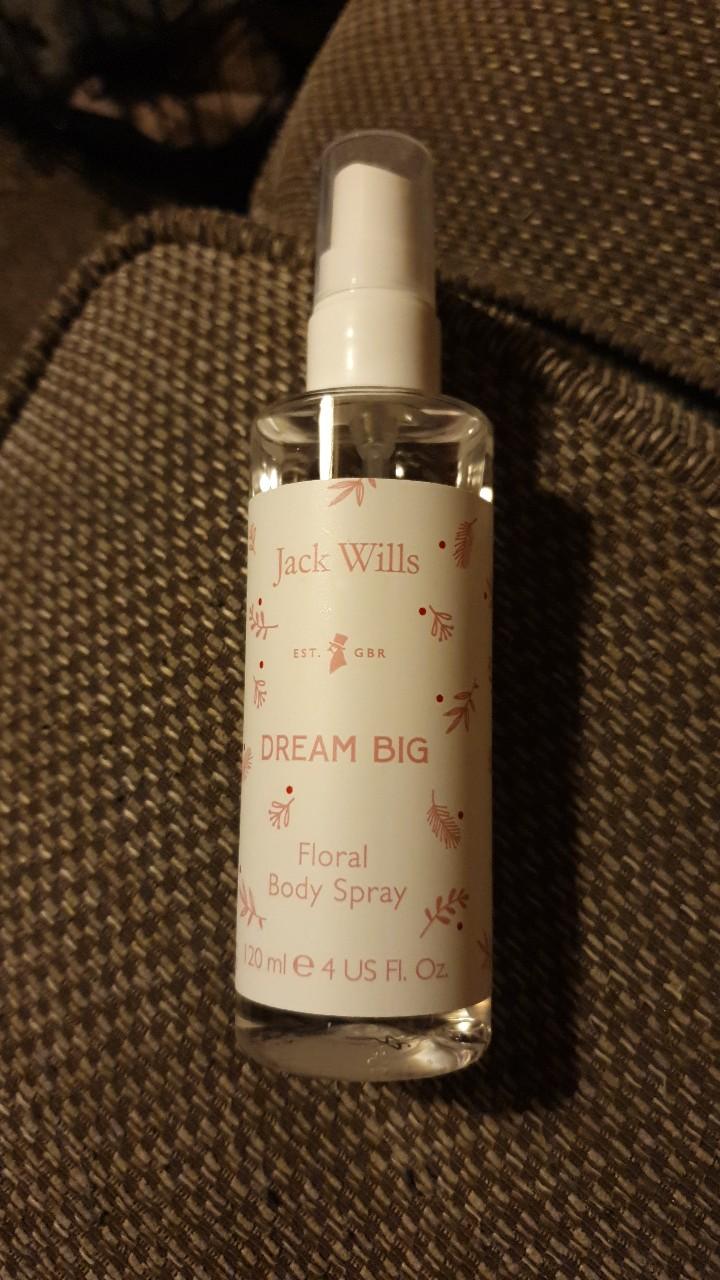 Jack Wills
EST. GBR
DREAM BIG
Floral
Body Spray
120 ml ℮ 4 US Fl. Oz.